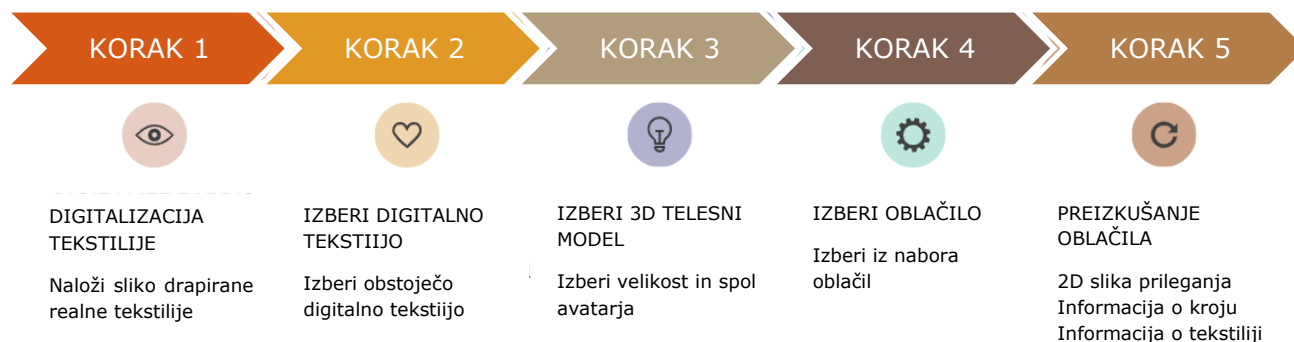 KORAK 1
KORAK 2
KORAK 3
KORAK 4
KORAK 5
DIGITALIZACIJA
TEKSTILIJE
Naloži sliko drapirane
realne tekstilije
IZBERI DIGITALNO
TEKSTIIJO
Izberi obstoječo
digitalno tekstiijo
IZBERI 3D TELESNI
MODEL
Izberi velikost in spol
avatarja
IZBERI OBLAČILO
Izberi iz nabora
oblačil
PREIZKUŠANJE
OBLAČILA
2D slika prileganja
Informacija o kroju
Informacija o tekstiliji